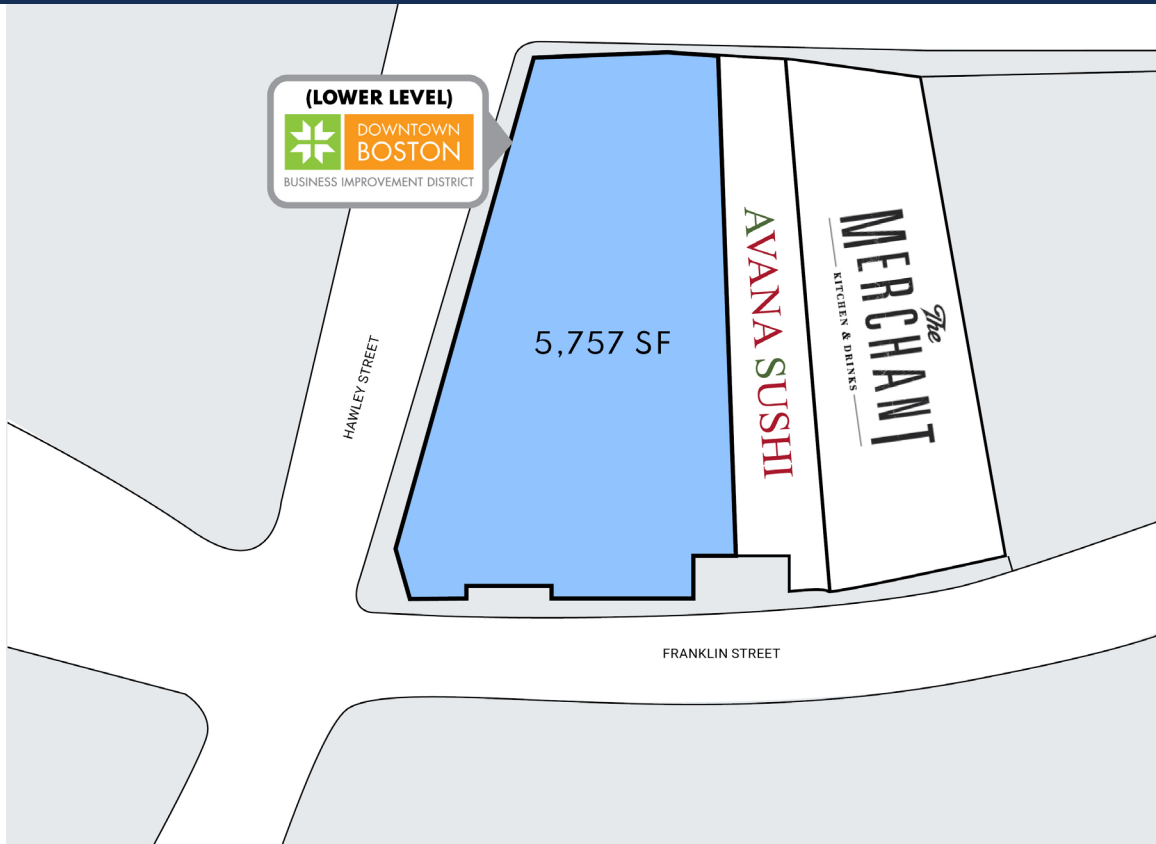 (LOWER LEVEL)
DOWNTOWN
BOSTON
BUSINESS IMPROVEMENT DISTRICT
HAWLEY STREET
5,757 SF
AVANA SUSHI
The
MERCHANT
KITCHEN & DRINKS
FRANKLIN STREET